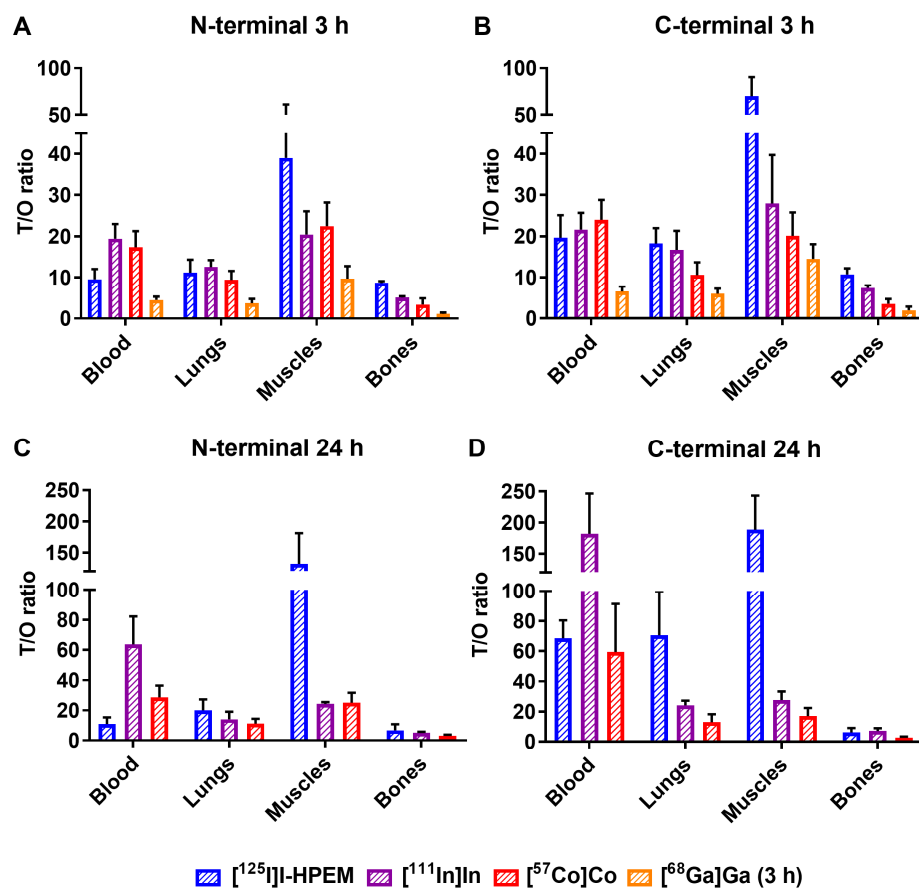 A N-terminal 3 h
T/O ratio
100
50
40
30
20
10
0
Blood Lungs Muscles Bones
B C-terminal 3 h
T/O ratio
100
50
40
30
20
10
0
Blood Lungs Muscles Bones
C N-terminal 24 h
T/O ratio
250
200
150
100
80
60
40
20
0
Blood Lungs Muscles Bones
D C-terminal 24 h
T/O ratio
250
200
150
100
80
60
40
20
0
Blood Lungs Muscles Bones
[¹²⁵I]I-HPEM [¹¹¹In]In [⁵⁷Co]Co [⁶⁸Ga]Ga (3 h)